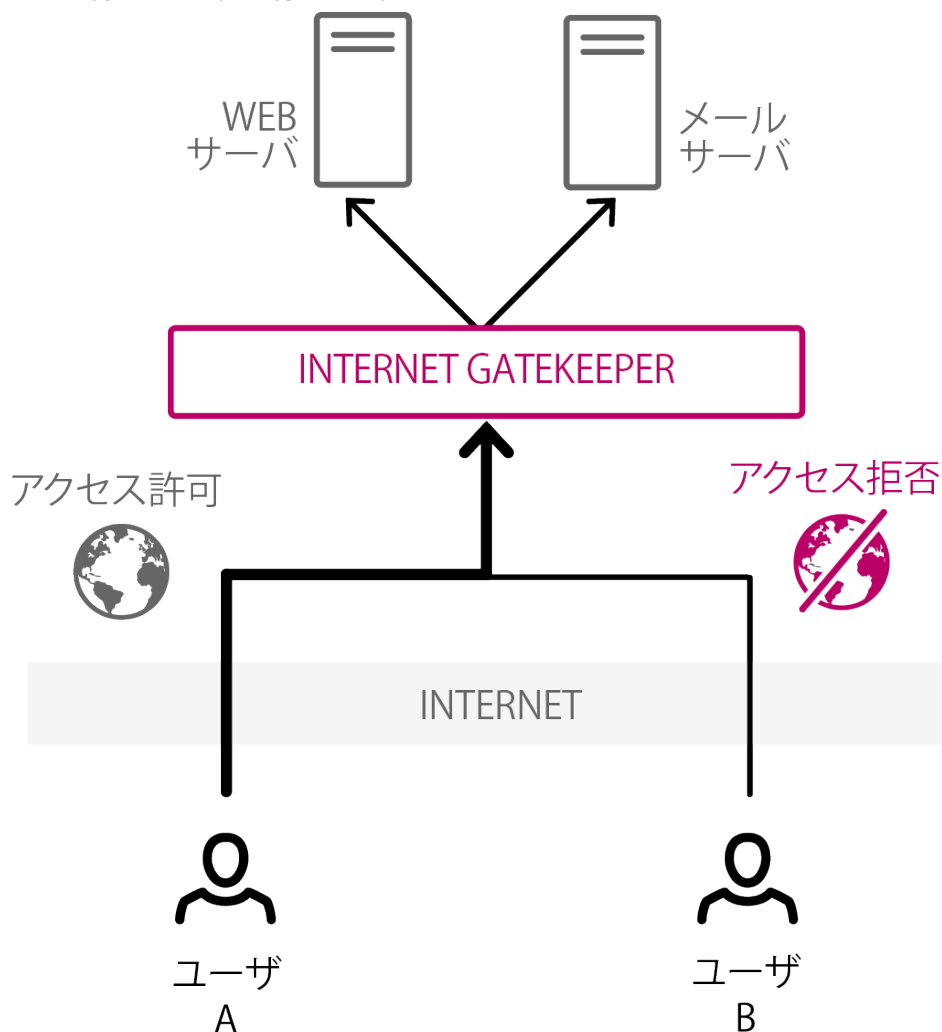 WEB
サーバ
メール
サーバ
INTERNET GATEKEEPER
アクセス許可
アクセス拒否
INTERNET
ユーザ
A
ユーザ
B